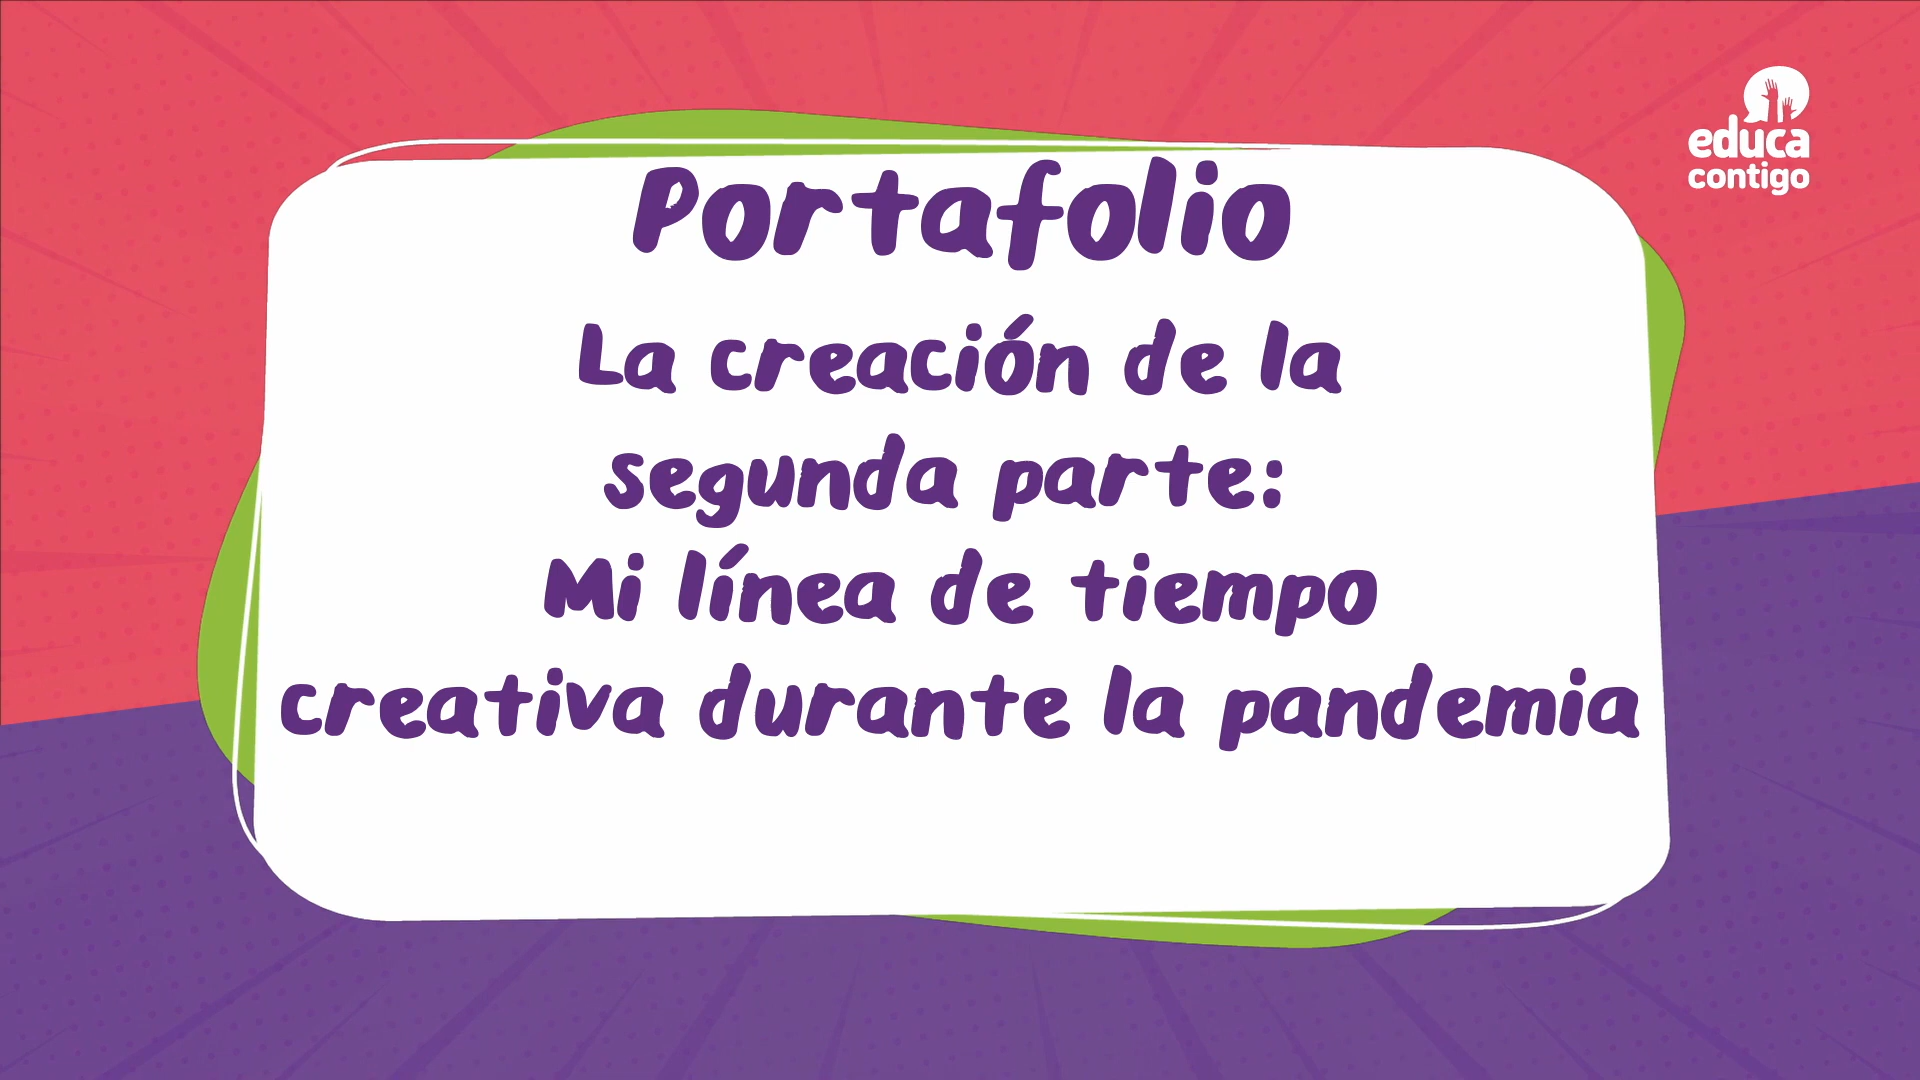 educa
contigo
Portafolio
La creación de la
segunda parte:
Mi línea de tiempo
creativa durante la pandemia